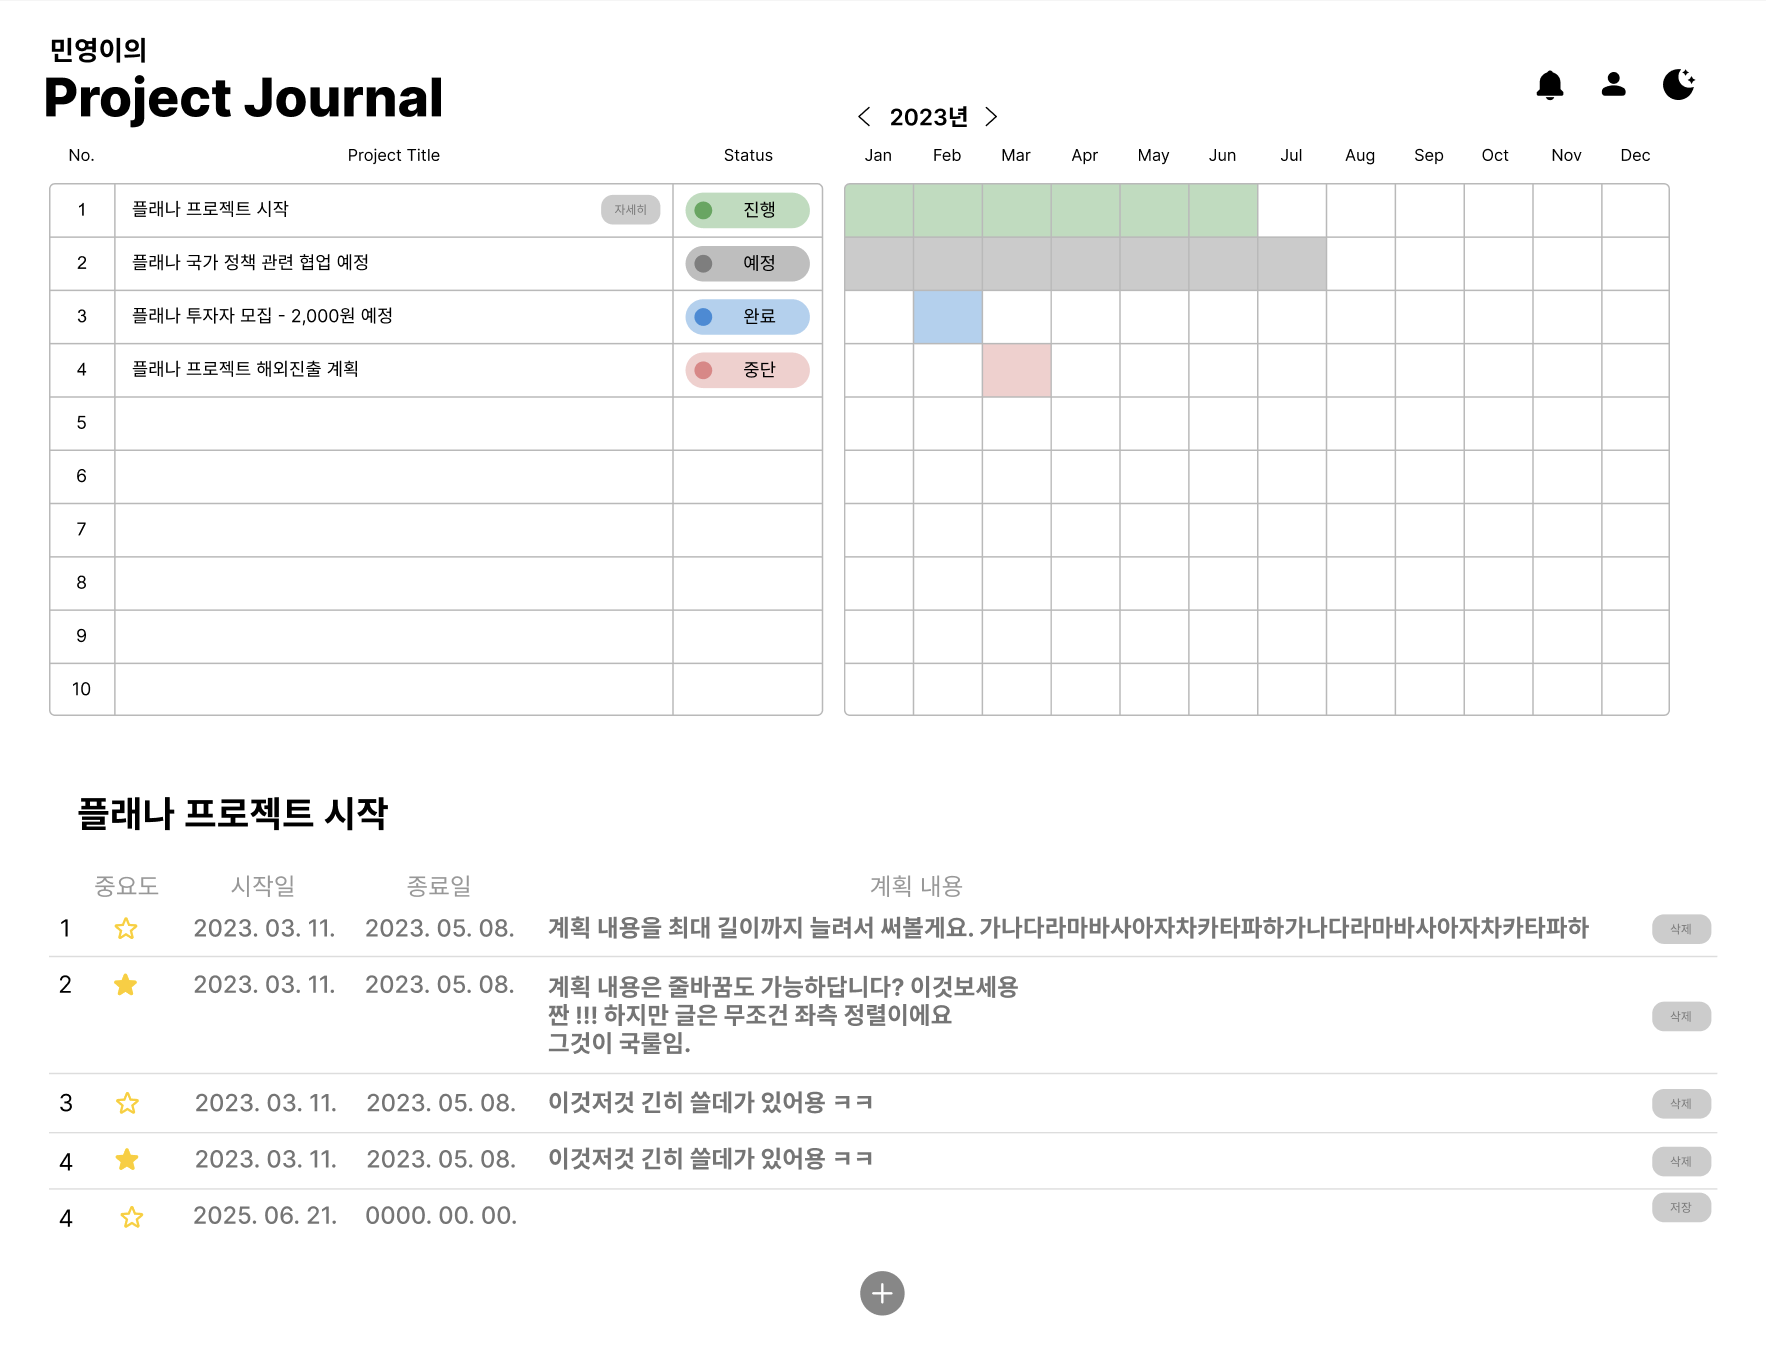 민영이의
Project Journal
2023년
No. Project Title Status Jan Feb Mar Apr May Jun Jul Aug Sep Oct Nov Dec
1 플래나 프로젝트 시작 자세히 진행
2 플래나 국가 정책 관련 협업 예정 예정
3 플래나 투자자 모집 - 2,000원 예정 완료
4 플래나 프로젝트 해외진출 계획 중단
5
6
7
8
9
10
플래나 프로젝트 시작
중요도 시작일 종료일 계획 내용
1 2023. 03. 11. 2023. 05. 08. 계획 내용을 최대 길이까지 늘려서 써볼게요. 가나다라마바사아자차카타파하가나다라마바사아자차카타파하 삭제
2 2023. 03. 11. 2023. 05. 08. 계획 내용은 줄바꿈도 가능하답니다? 이것보세용
짠 !!! 하지만 글은 무조건 좌측 정렬이에요 삭제
그것이 국룰임.
3 2023. 03. 11. 2023. 05. 08. 이것저것 긴히 쓸데가 있어용 ㅋㅋ 삭제
4 2023. 03. 11. 2023. 05. 08. 이것저것 긴히 쓸데가 있어용 ㅋㅋ 삭제
4 2025. 06. 21. 0000. 00. 00. 저장